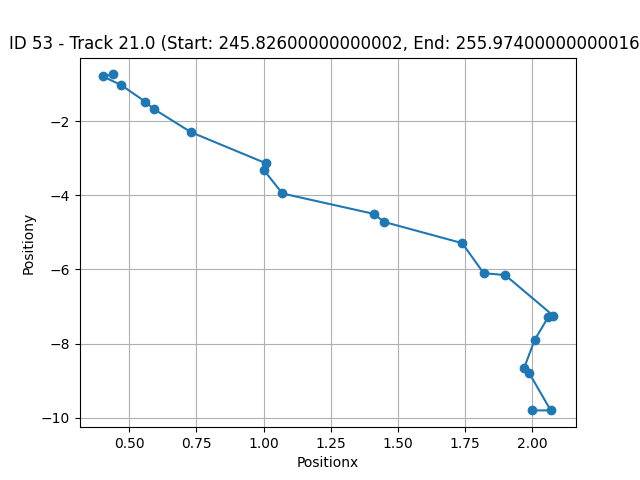 ID 53 - Track 21.0 (Start: 245.82600000000002, End: 255.97400000000016
−2
−4
−6
−8
−10
Positiony
0.50 0.75 1.00 1.25 1.50 1.75 2.00
Positionx